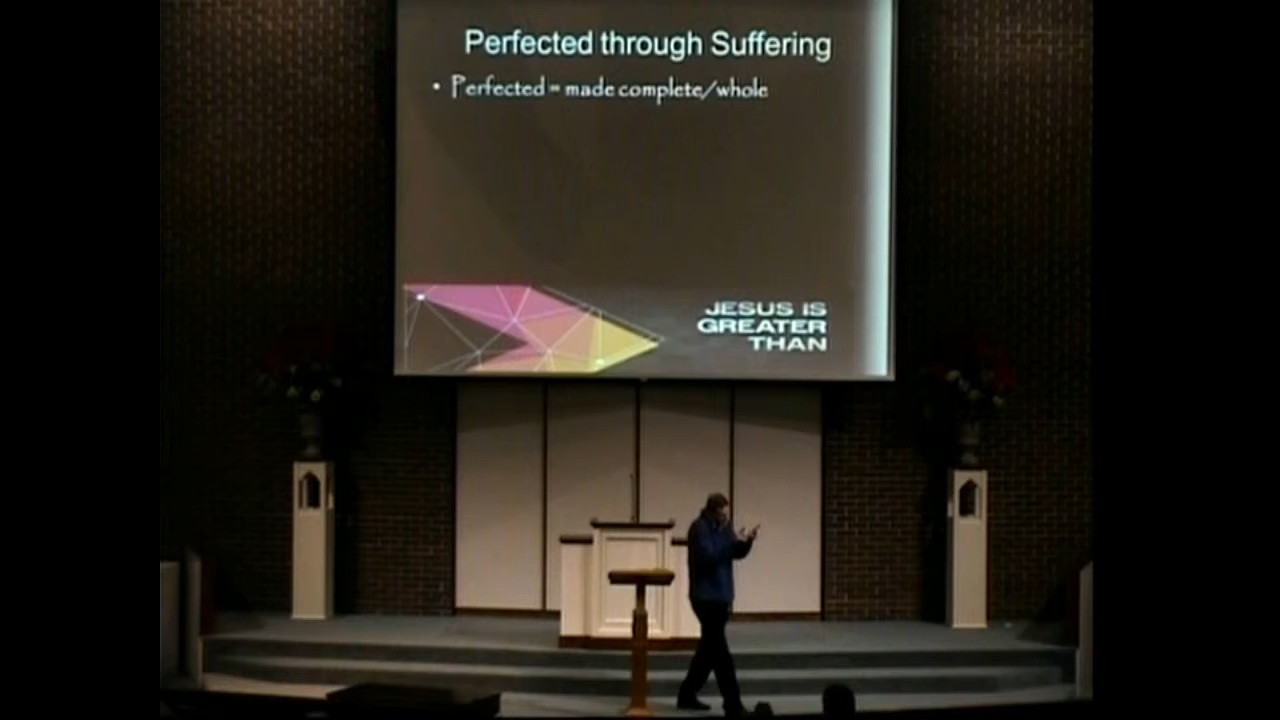 Perfected through Suffering
• Perfected = made complete/whole
JESUS IS
GREATER
THAN